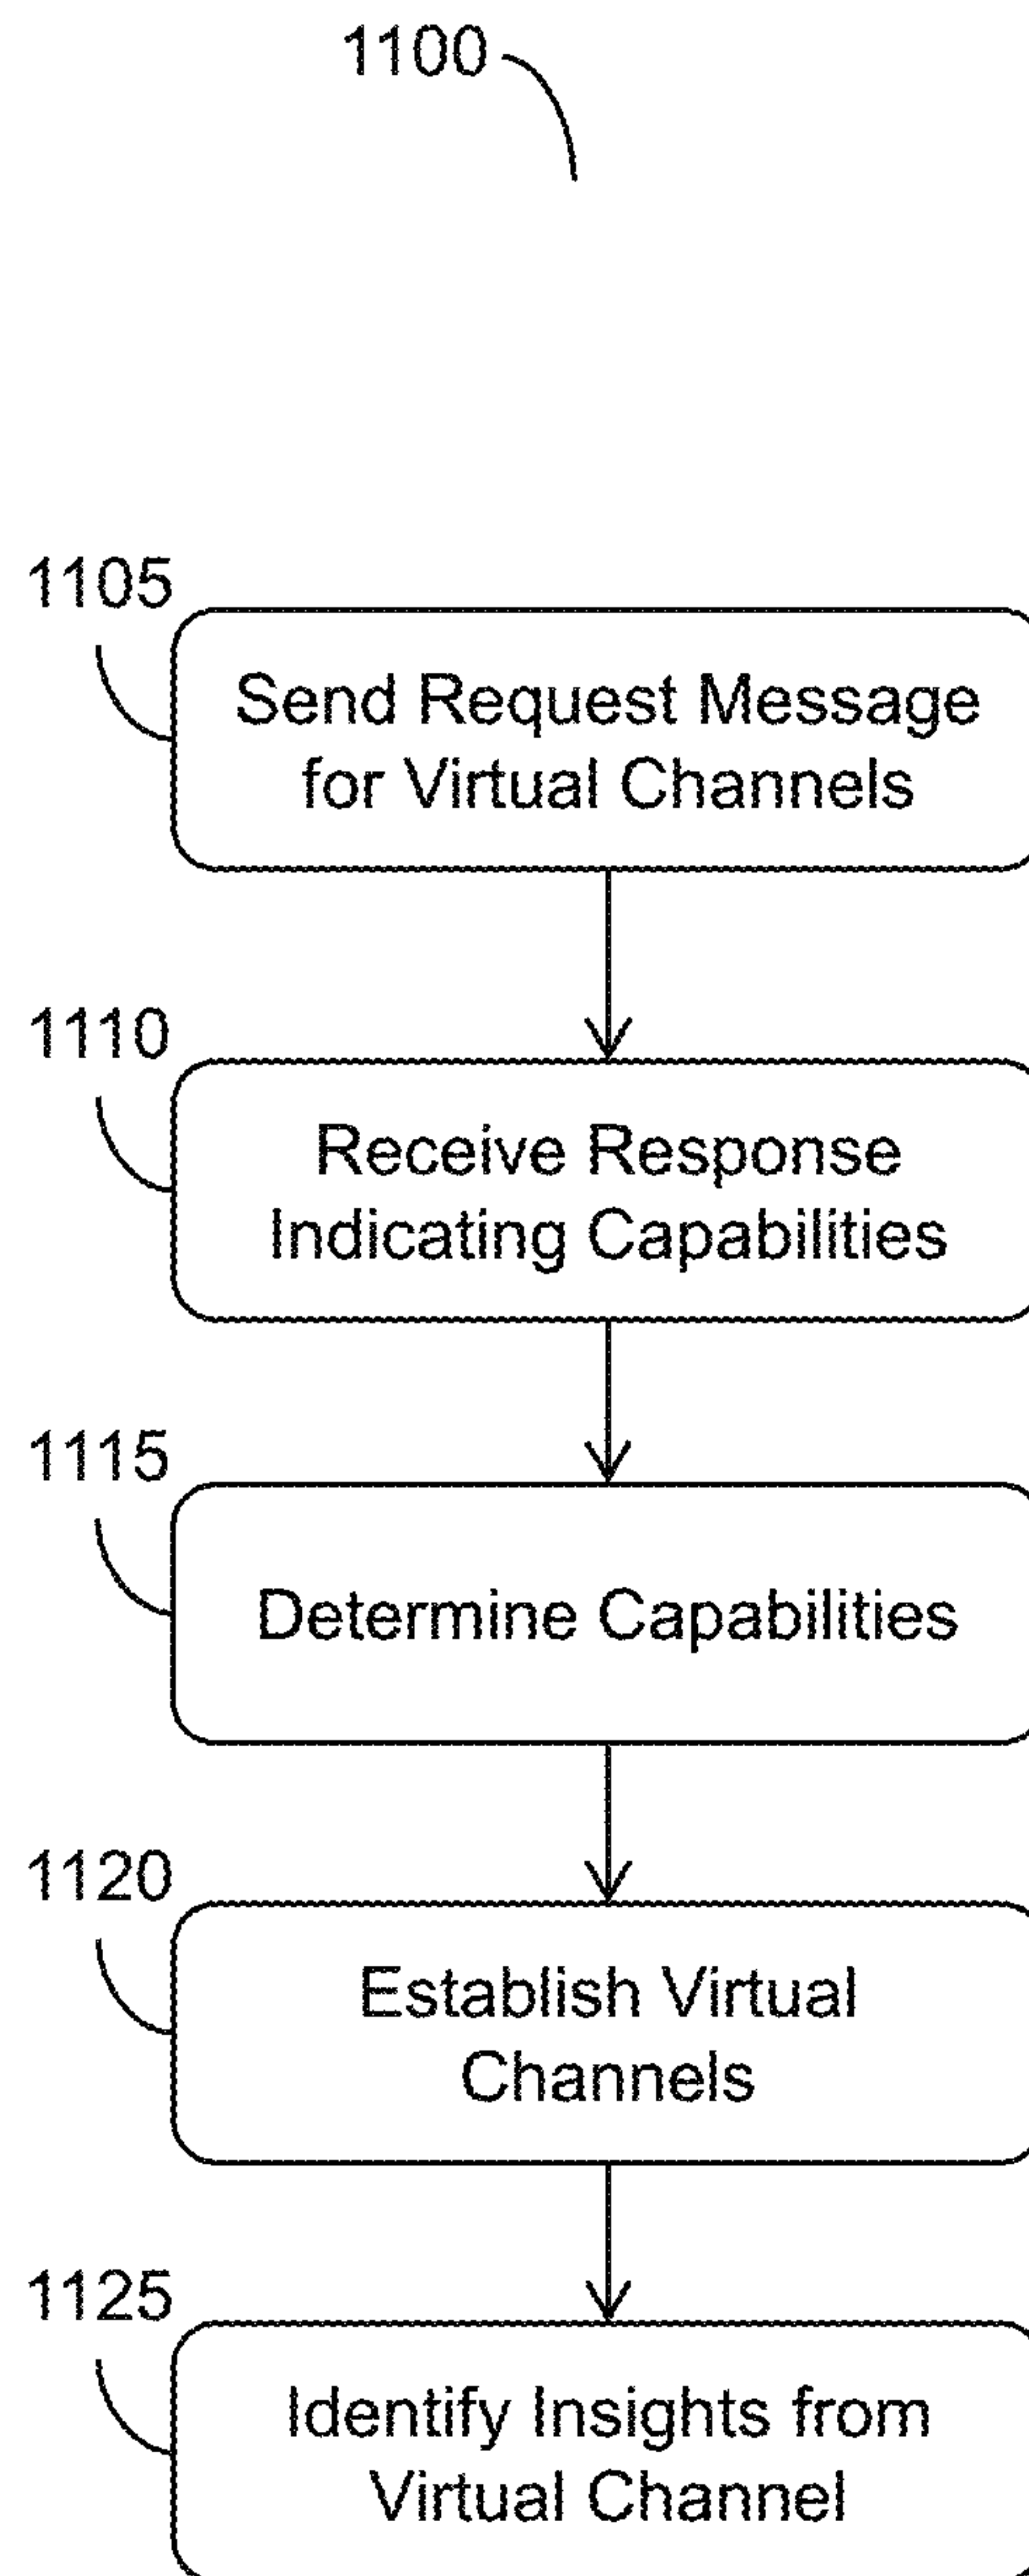 1100
1105
Send Request Message
for Virtual Channels
1110
Receive Response
Indicating Capabilities
1115
Determine Capabilities
1120
Establish Virtual
Channels
1125
Identify Insights from
Virtual Channel